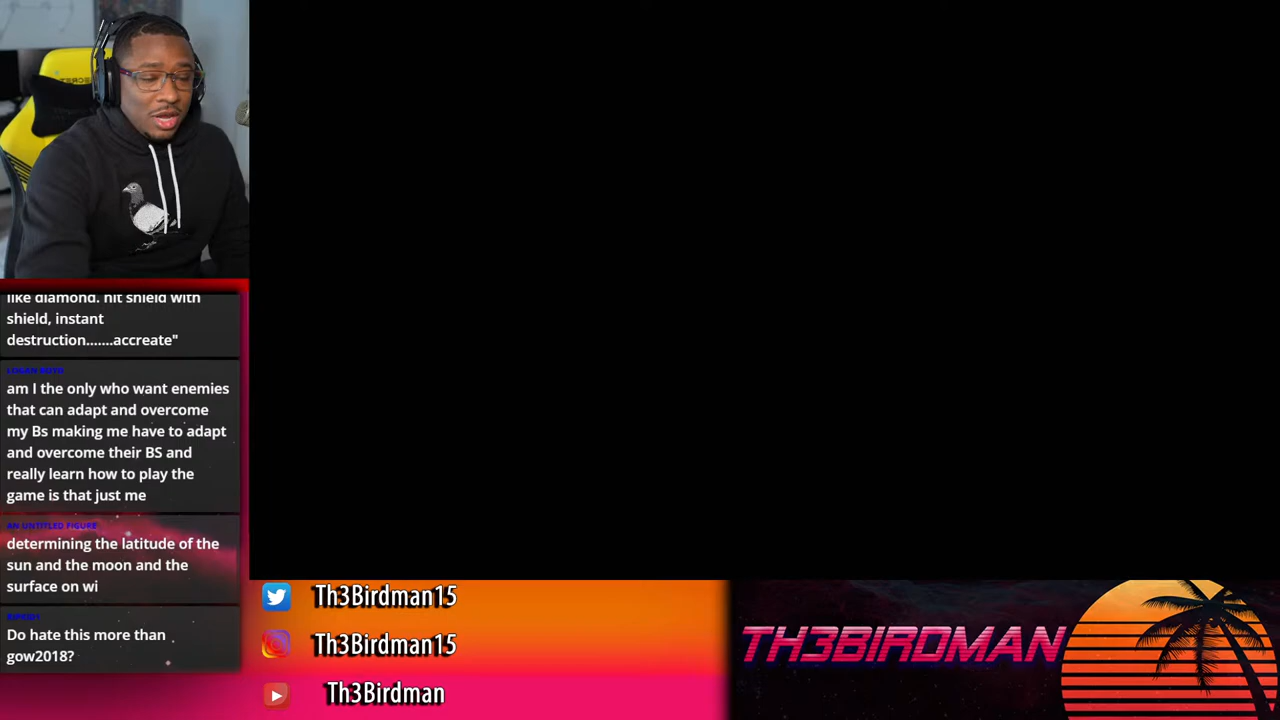 like diamond. hit shield with
shield, instant
destruction.......accreate"
am I the only who want enemies
that can adapt and overcome
my Bs making me have to adapt
and overcome their BS and
really learn how to play the
game is that just me
AN UNTITLED FIGURE
determining the latitude of the
sun and the moon and the
surface on wi
Do hate this more than
gow2018?
Th3Birdman15
Th3Birdman15
Th3Birdman
TH3BIRDMAN